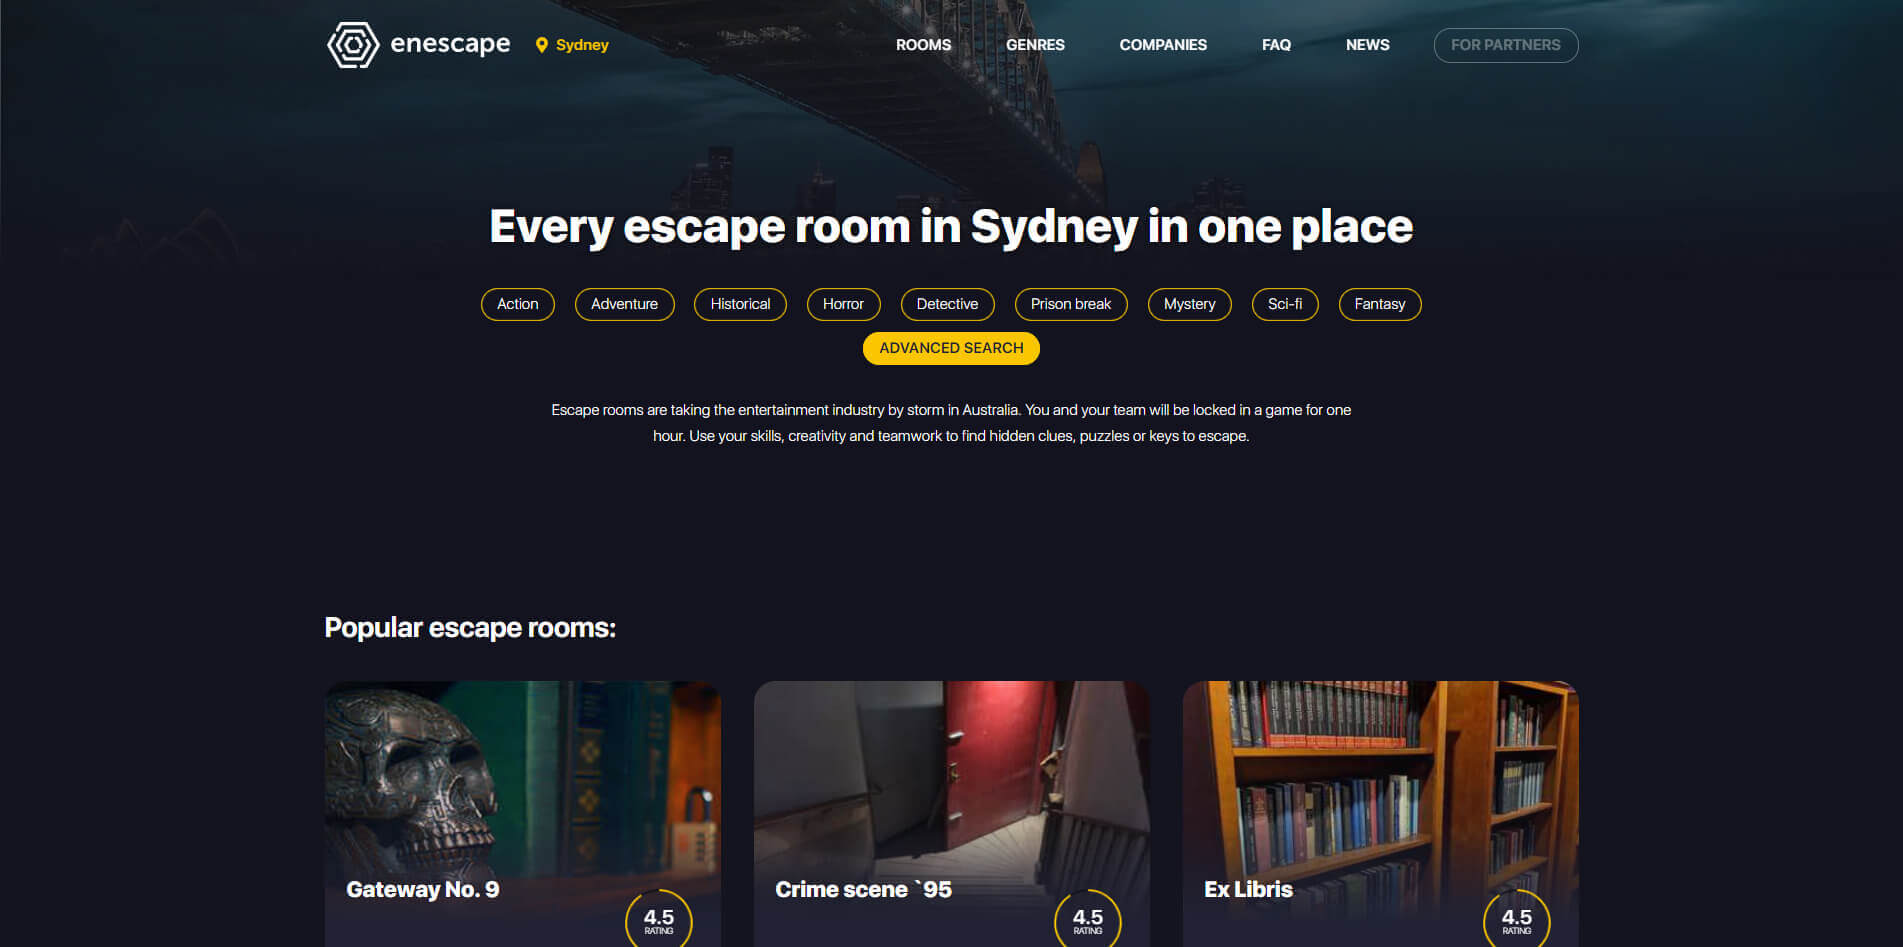 enescape Sydney ROOMS GENRES COMPANIES FAQ NEWS FOR PARTNERS
Every escape room in Sydney in one place
Action Adventure Historical Horror Detective Prison break Mystery Sci-fi Fantasy
ADVANCED SEARCH
Escape rooms are taking the entertainment industry by storm in Australia. You and your team will be locked in a game for one
hour. Use your skills, creativity and teamwork to find hidden clues, puzzles or keys to escape.
Popular escape rooms:
Gateway No. 9
4.5
RATING
Crime scene `95
4.5
RATING
Ex Libris
4.5
RATING